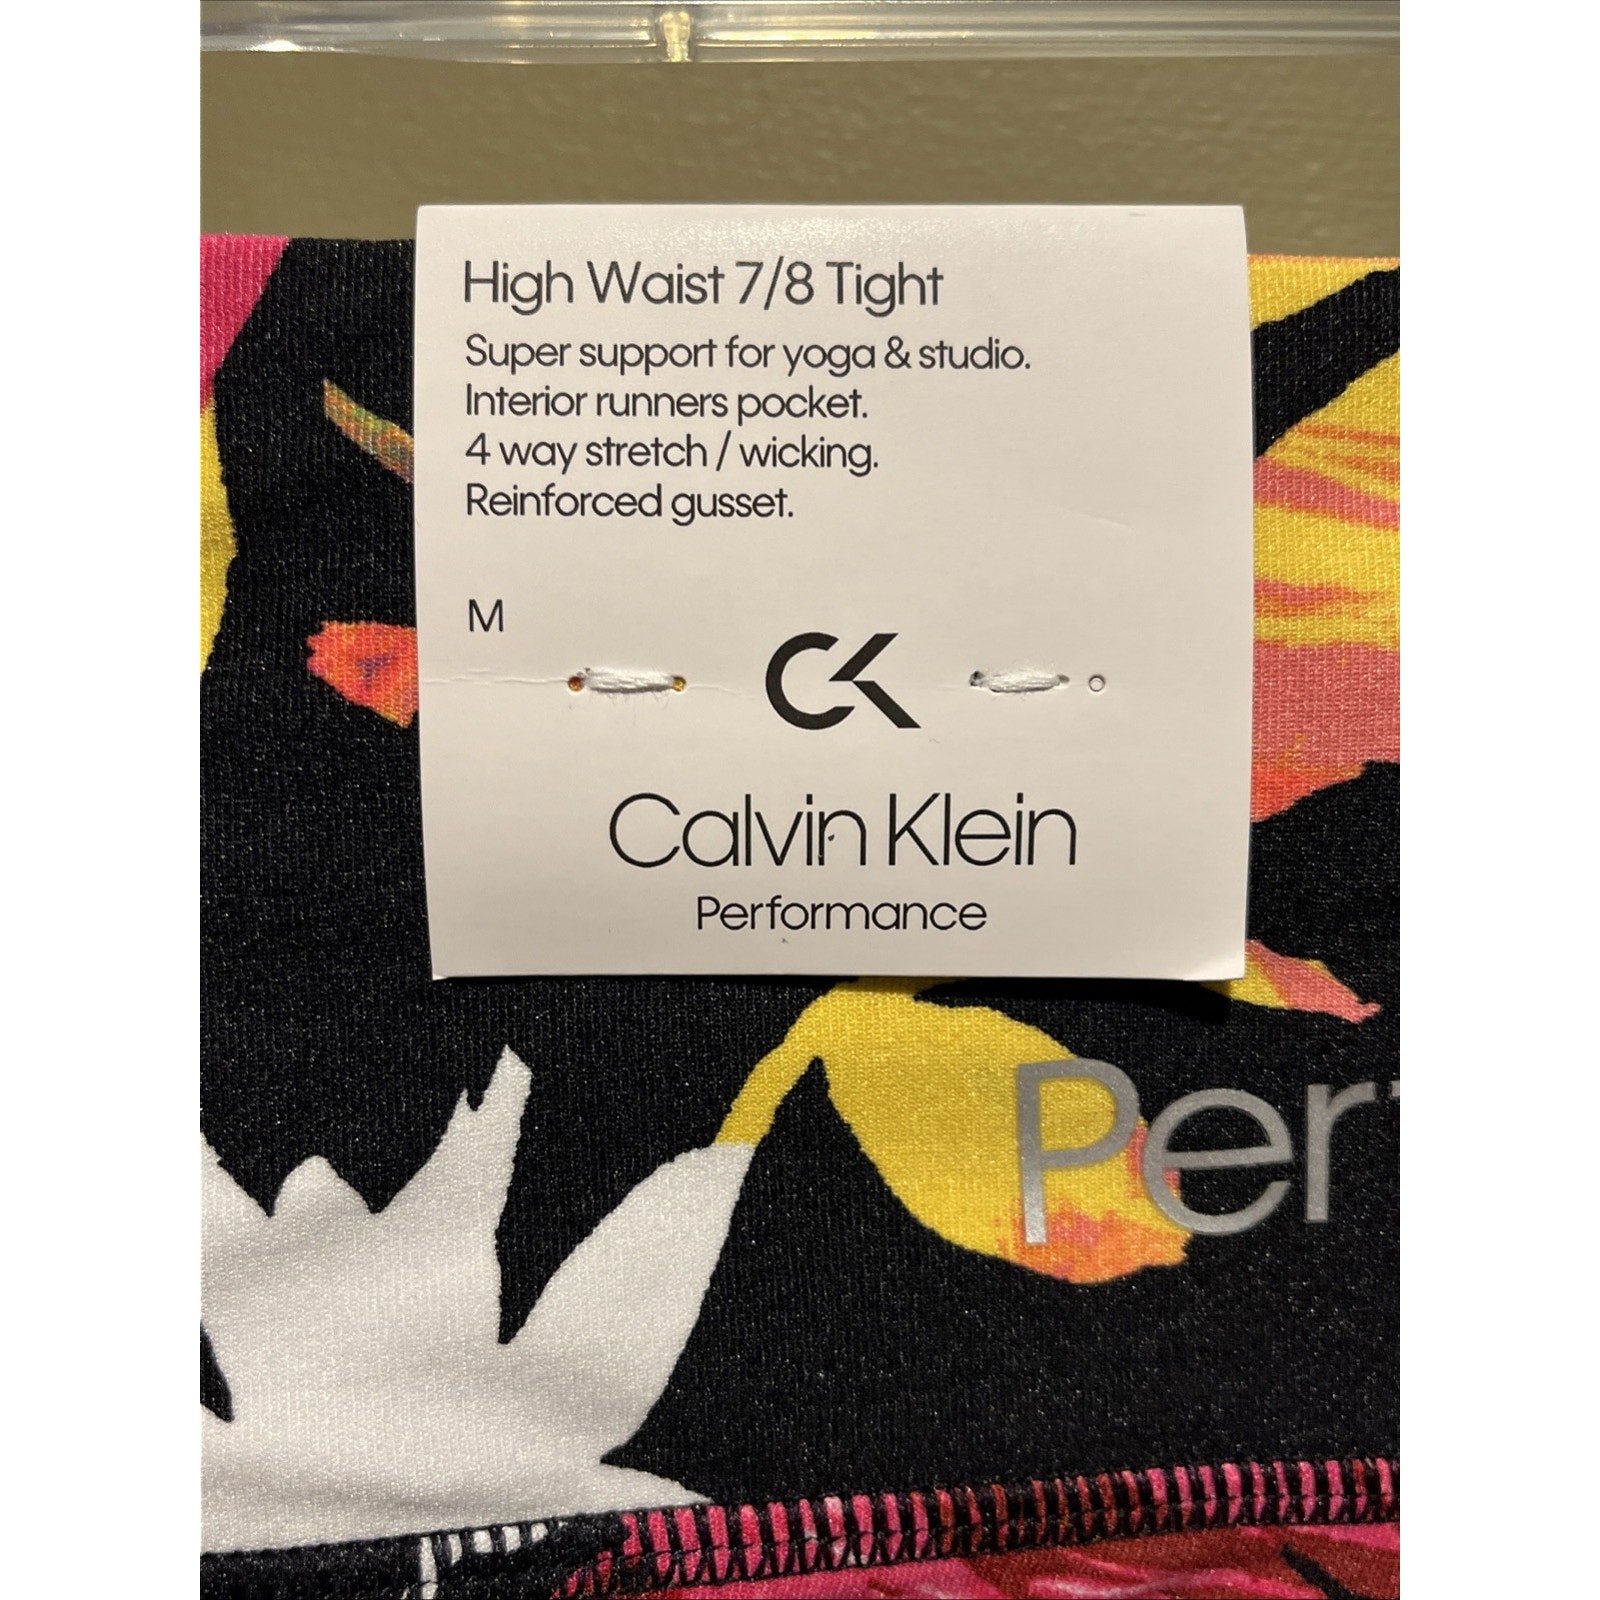 High Waist 7/8 Tight
Super support for yoga & studio.
Interior runners pocket.
4 way stretch / wicking.
Reinforced gusset.
M
CK
Calvin Klein
Performance
Per